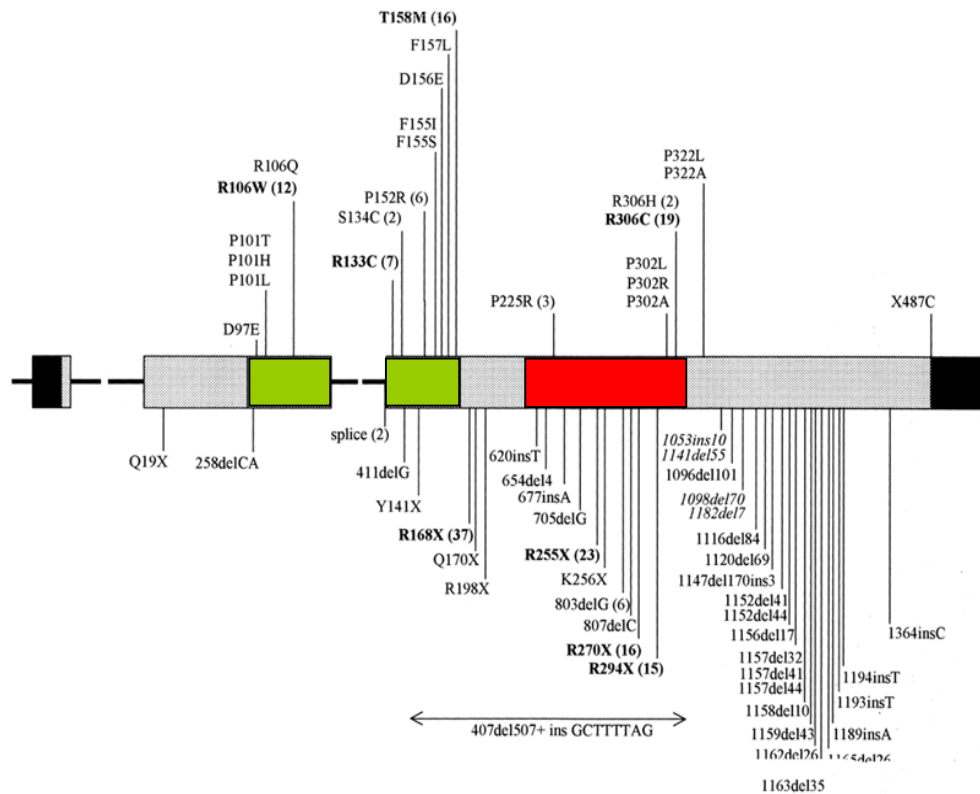 T158M (16)
F157L
D156E
F155I
F155S
R106Q
R106W (12)
P152R (6)
S134C (2)
P322L
P322A
R306H (2)
R306C (19)
P101T
P101H
P101L
R133C (7)
P302L
P302R
P302A
D97E
P225R (3)
X487C
Q19X
258delCA
splice (2)
411delG
Y141X
R168X (37)
Q170X
R198X
620insT
654del4
677insA
705delG
R255X (23)
K256X
803delG (6)
807delC
R270X (16)
R294X (15)
407del507+ ins GCTTTTAG
1053ins10
1141del55
1096del101
1098del70
1182del7
1116del84
1120del69
1147del170ins3
1152del41
1152del44
1156del17
1157del32
1157del41
1157del44
1158del10
1159del43
1162del26
1163del35
1364insC
1194insT
1193insT
1189insA
1165del26